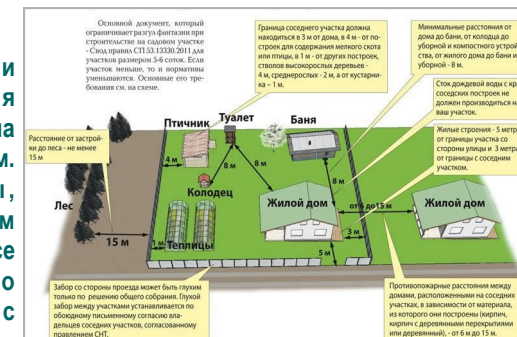 и
я
а
м.
ы,
м
се
о
с
Основной документ, который
ограничивает разгул фантазии при
строительстве на садовом участке
- Свод правил СП 53.13330.2011 для
участков размером 5-6 соток. Если
участок меньше, то и нормативы
уменьшаются. Основные его тре-
бования см. на схеме.
Граница соседнего участка должна
находиться в 3 м от дома, в 4 м - от по-
строек для содержания мелкого скота
или птицы, в 1 м - от других построек,
стволов высокорослых деревьев -
4 м, среднерослых - 2 м, а от кустарни-
ка – 1 м.
Минимальные расстояния от
дома до бани, от колодца до
уборной и компостного устрой
ства, от жилого дома до бани и
уборной - 8 м.
Сток дождевой воды с кр
соседских построек не
должен производиться на
ваш участок.
Жилые строения - 5 метр
от границы участка со
стороны улицы и 3 метра
от границы с соседним
участком.
Расстояние от застрой-
ки до леса - не менее
15 м
Птичник
Туалет
Баня
4 м
8 м
8 м
Колодец
8 м
Лес
Жилой дом
от 6 до 15 м
Жилой дом
15 м
1 м
Теплицы
3 м
5 м
Забор со стороны проезда может быть глухим
только по решению общего собрания. Глухой
забор между участками устанавливается по
обоюдному письменному согласию вла-
дельцев соседних участков, согласованному
правлением СНТ.
Противопожарные расстояния между
домами, расположенными на соседних
участках, в зависимости от материала,
из которого они построены (кирпич,
кирпич с деревянными перекрытиями
или деревянный), - от 6 м до 15 м.